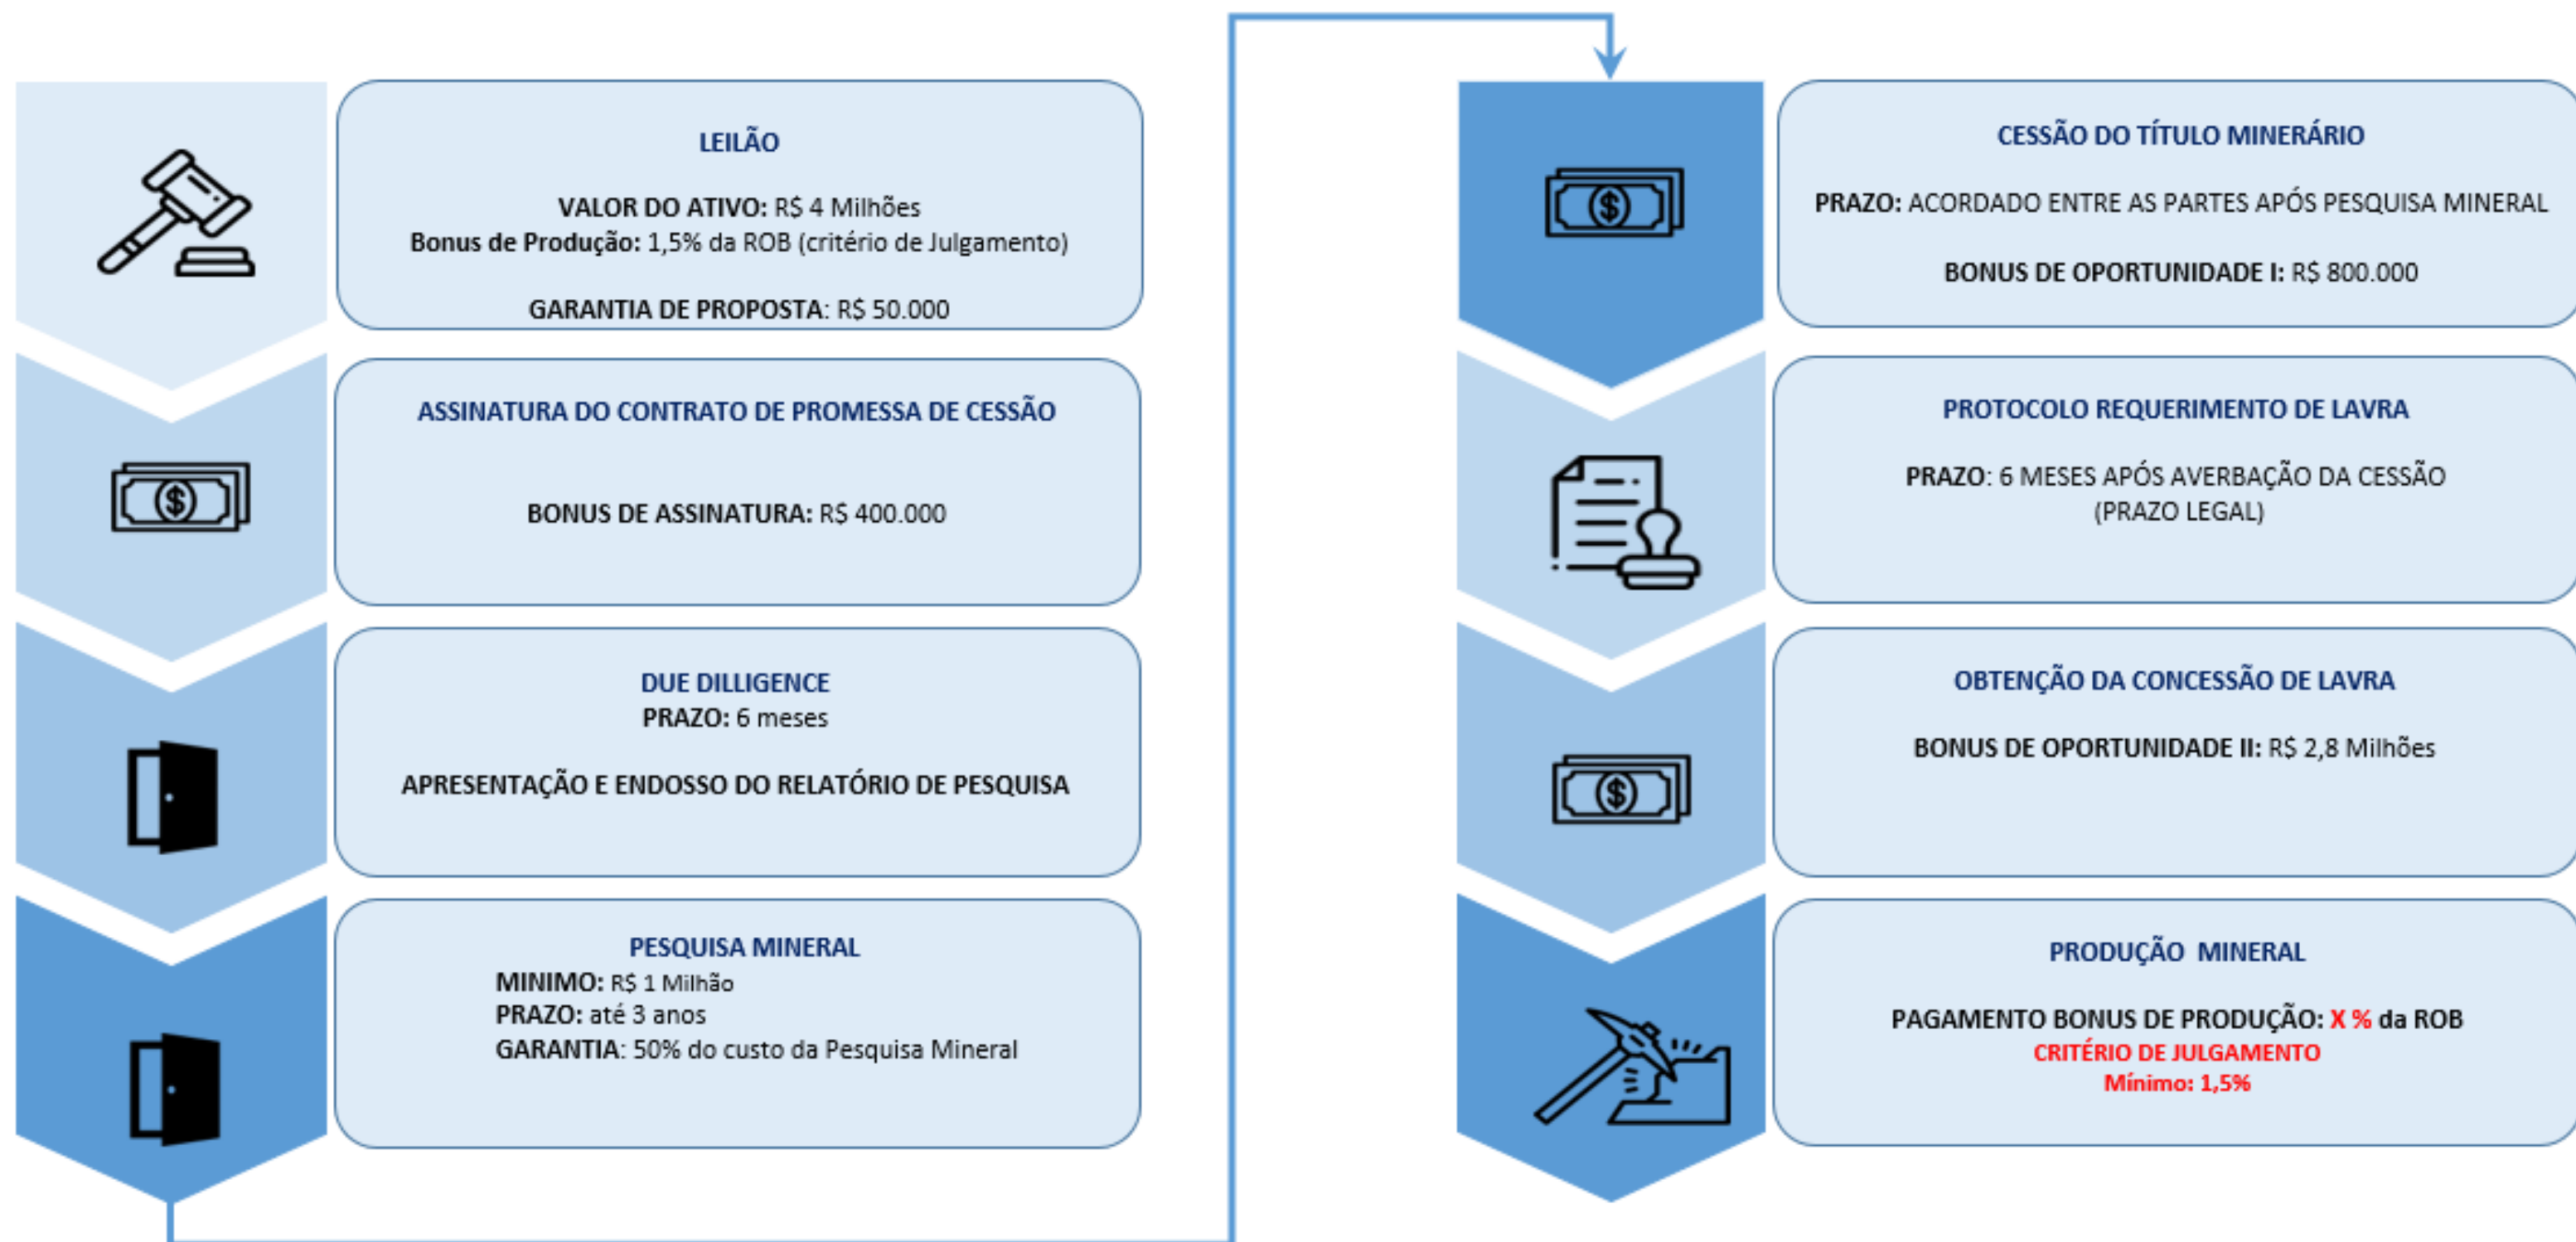 LEILÃO
VALOR DO ATIVO: R$ 4 Milhões
Bonus de Produção: 1,5% da ROB (critério de Julgamento)
GARANTIA DE PROPOSTA: R$ 50.000
ASSINATURA DO CONTRATO DE PROMESSA DE CESSÃO
BONUS DE ASSINATURA: R$ 400.000
DUE DILLIGENCE
PRAZO: 6 meses
APRESENTAÇÃO E ENDOSSO DO RELATÓRIO DE PESQUISA
PESQUISA MINERAL
MINIMO: R$ 1 Milhão
PRAZO: até 3 anos
GARANTIA: 50% do custo da Pesquisa Mineral
CESSÃO DO TÍTULO MINERÁRIO
PRAZO: ACORDADO ENTRE AS PARTES APÓS PESQUISA MINERAL
BONUS DE OPORTUNIDADE I: R$ 800.000
PROTOCOLO REQUERIMENTO DE LAVRA
PRAZO: 6 MESES APÓS AVERBAÇÃO DA CESSÃO
(PRAZO LEGAL)
OBTENÇÃO DA CONCESSÃO DE LAVRA
BONUS DE OPORTUNIDADE II: R$ 2,8 Milhões
PRODUÇÃO MINERAL
PAGAMENTO BONUS DE PRODUÇÃO: X % da ROB
CRITÉRIO DE JULGAMENTO
Mínimo: 1,5%